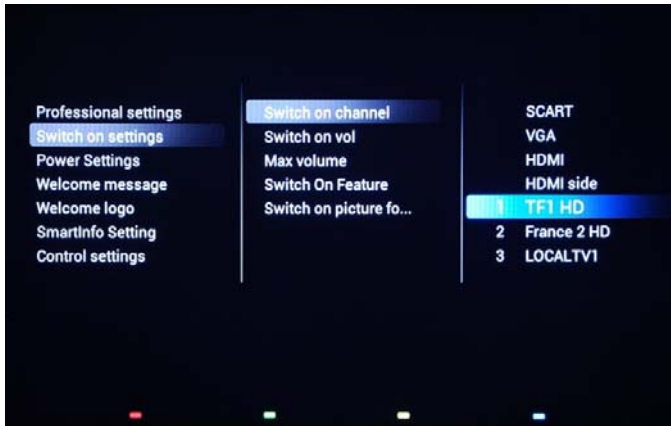 Professional settings
Switch on settings
Power Settings
Welcome message
Welcome logo
SmartInfo Setting
Control settings
Switch on channel
Switch on vol
Max volume
Switch On Feature
Switch on picture fo...
SCART
VGA
HDMI
HDMI side
1 TF1 HD
2 France 2 HD
3 LOCALTV1